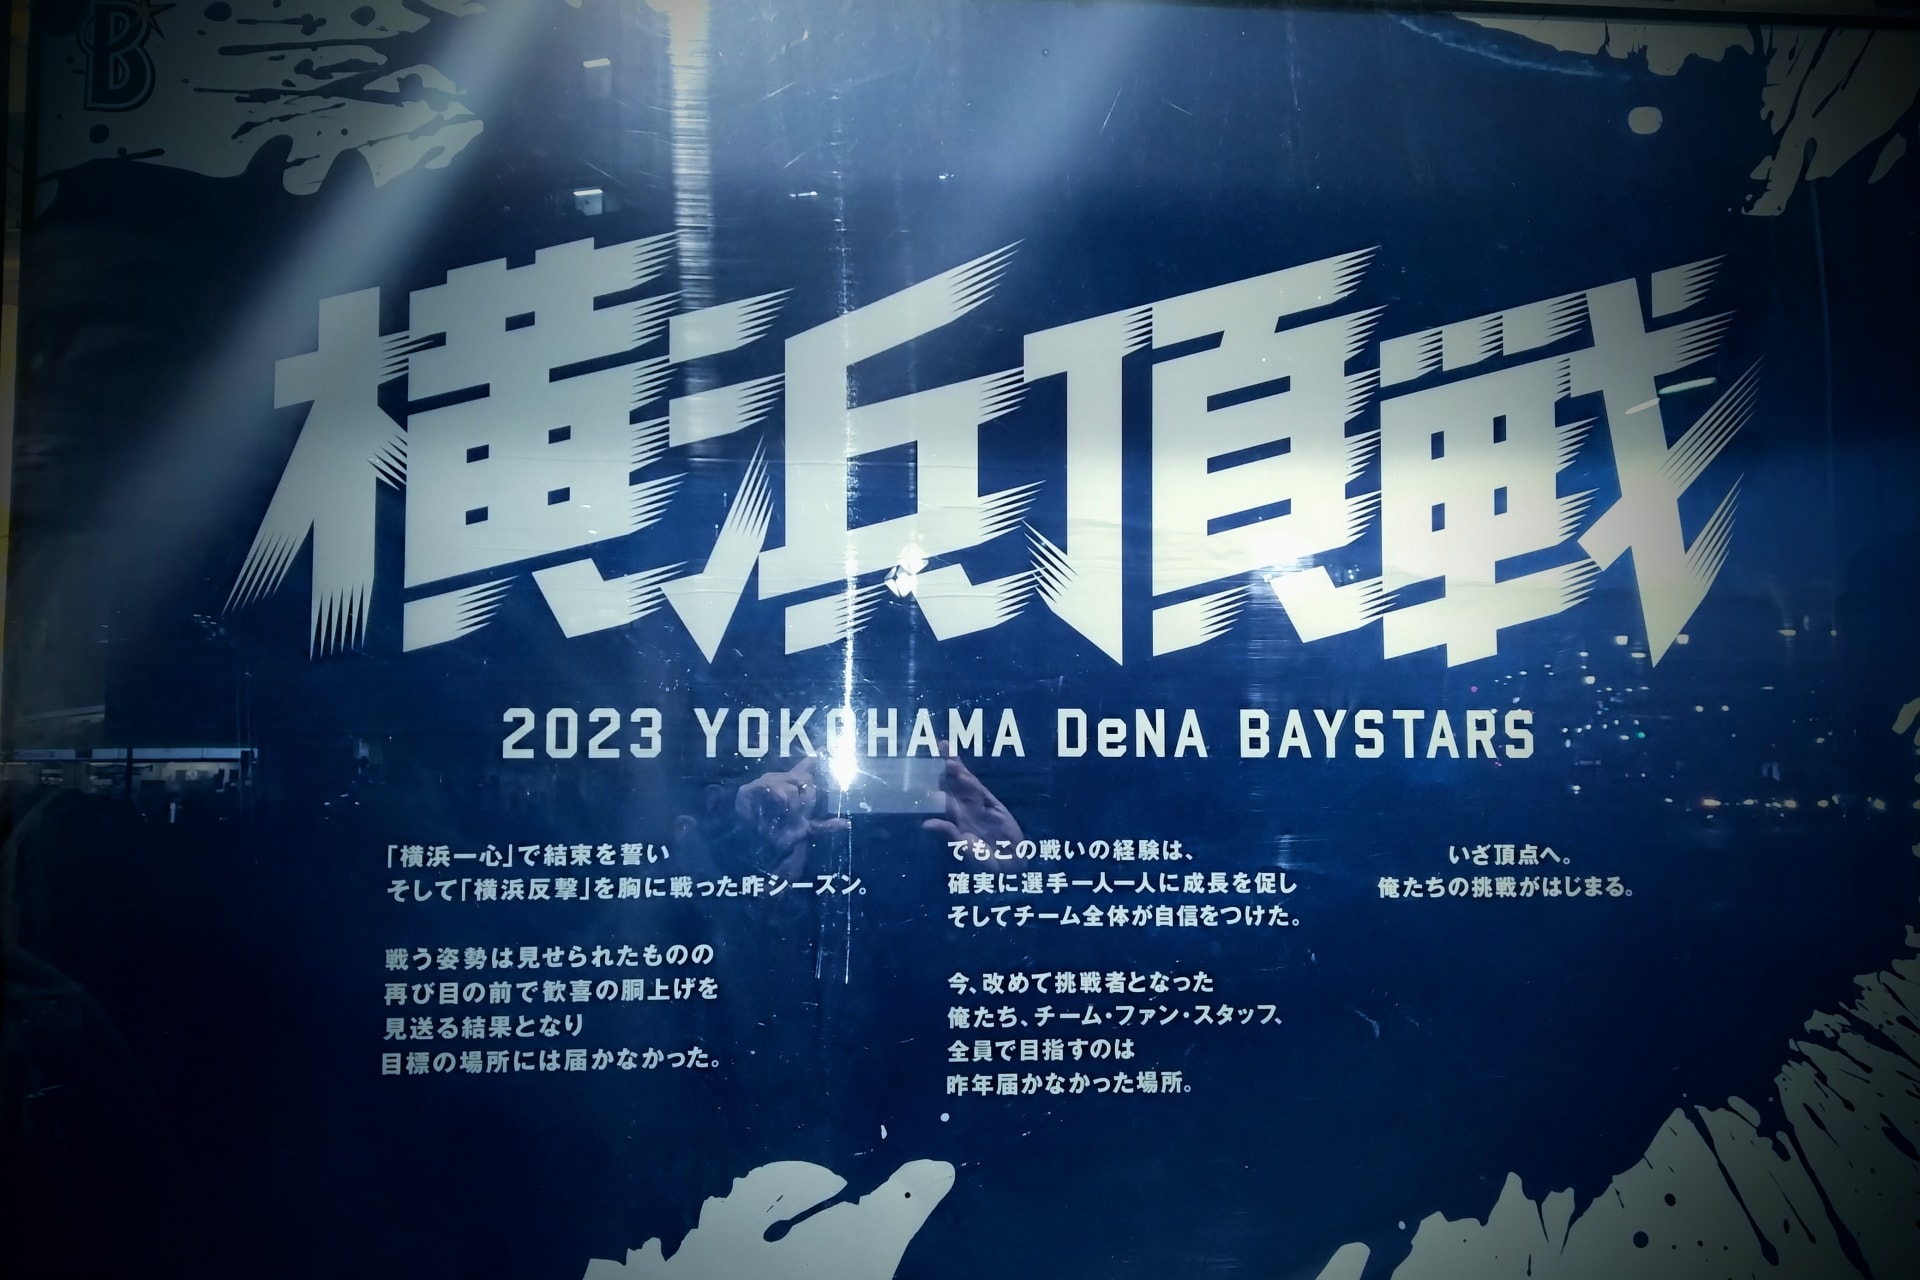 B
横浜頂戦
2023 YOKOHAMA DeNA BAYSTARS
「横浜一心」で結束を誓い
そして「横浜反撃」を胸に戦った昨シーズン。
戦う姿勢は見せられたものの
再び目の前で歓喜の胴上げを
見送る結果となり
目標の場所には届かなかった。
でもこの戦いの経験は、
確実に選手一人一人に成長を促し
そしてチーム全体が自信をつけた。
今、改めて挑戦者となった
俺たち、チーム・ファン・スタッフ、
全員で目指すのは
昨年届かなかった場所。
いざ頂点へ。
俺たちの挑戦がはじまる。